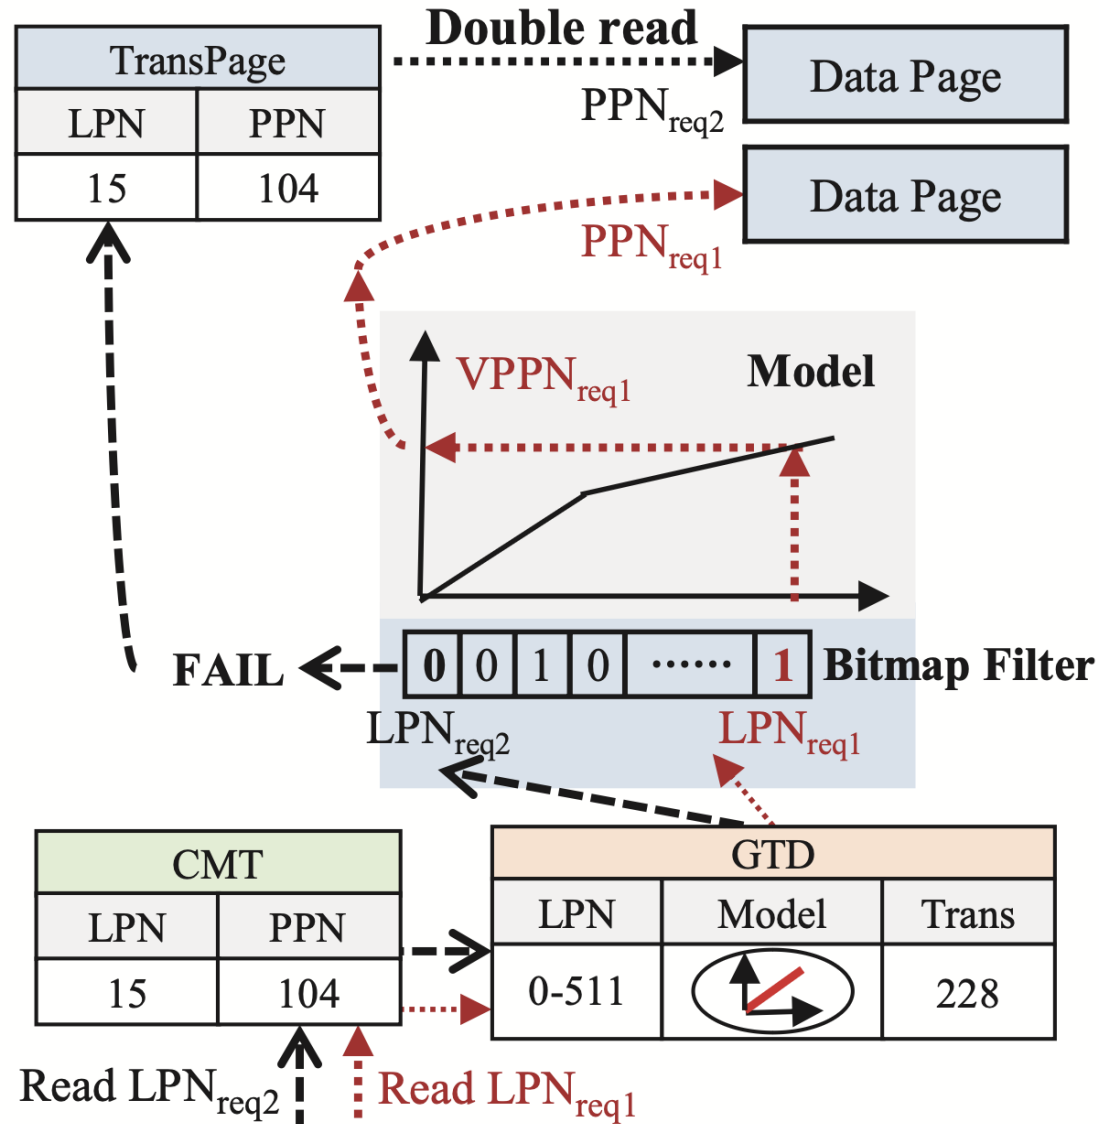 Double read
TransPage
Data Page
LPN PPN
PPNreq2
15 104
Data Page
PPNreq1
VPPNreq1
Model
0 0 1 0 ...... 1
Bitmap Filter
FAIL
LPNreq2
LPNreq1
CMT
GTD
LPN PPN
LPN Model Trans
15 104
0-511 228
Read LPNreq2
Read LPNreq1